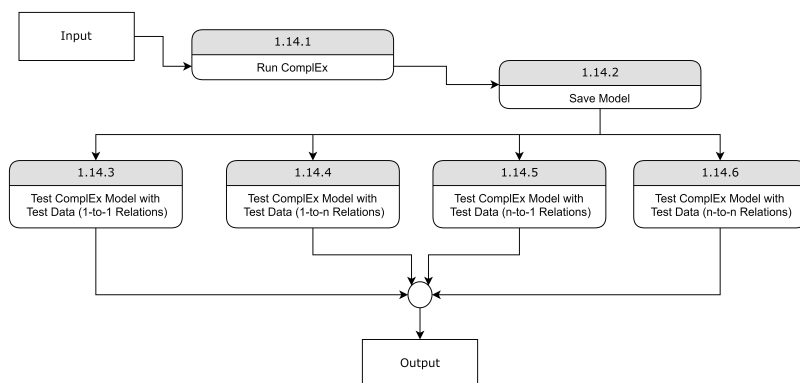 Input
1.14.1
Run ComplEx
1.14.2
Save Model
1.14.3
Test ComplEx Model with
Test Data (1-to-1 Relations)
1.14.4
Test ComplEx Model with
Test Data (1-to-n Relations)
1.14.5
Test ComplEx Model with
Test Data (n-to-1 Relations)
1.14.6
Test ComplEx Model with
Test Data (n-to-n Relations)
Output